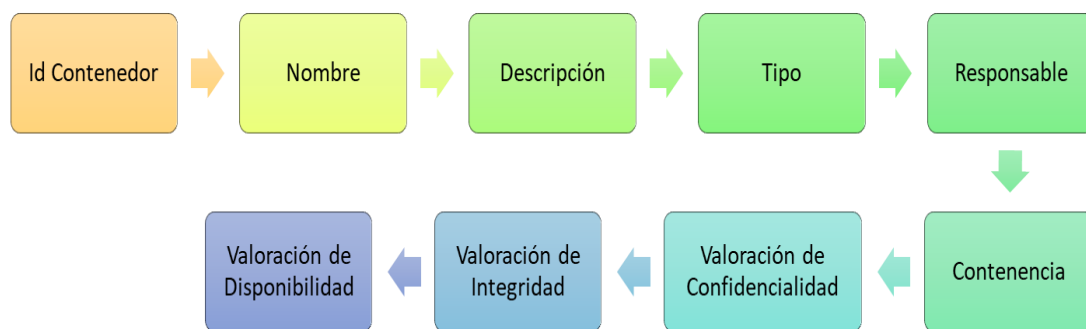 Id Contenedor
Nombre
Descripción
Tipo
Responsable
Contenencia
Valoración de
Confidencialidad
Valoración de
Integridad
Valoración de
Disponibilidad